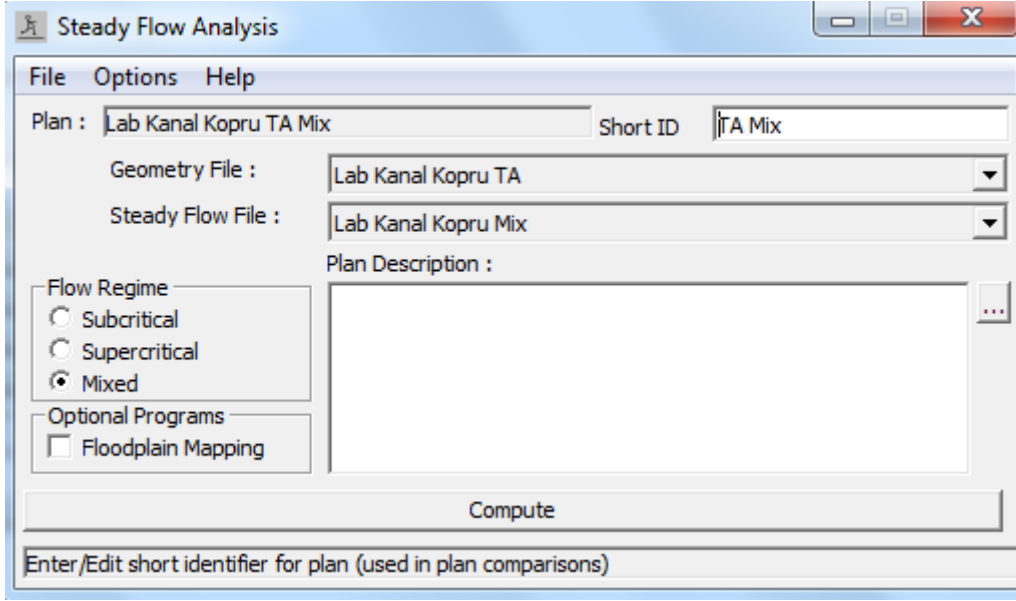 Steady Flow Analysis
File Options Help
Plan : Lab Kanal Kopru TA Mix Short ID TA Mix
Geometry File : Lab Kanal Kopru TA
Steady Flow File : Lab Kanal Kopru Mix
Plan Description :
Flow Regime
Subcritical
Supercritical
Mixed
...
Optional Programs
Floodplain Mapping
Compute
Enter/Edit short identifier for plan (used in plan comparisons)